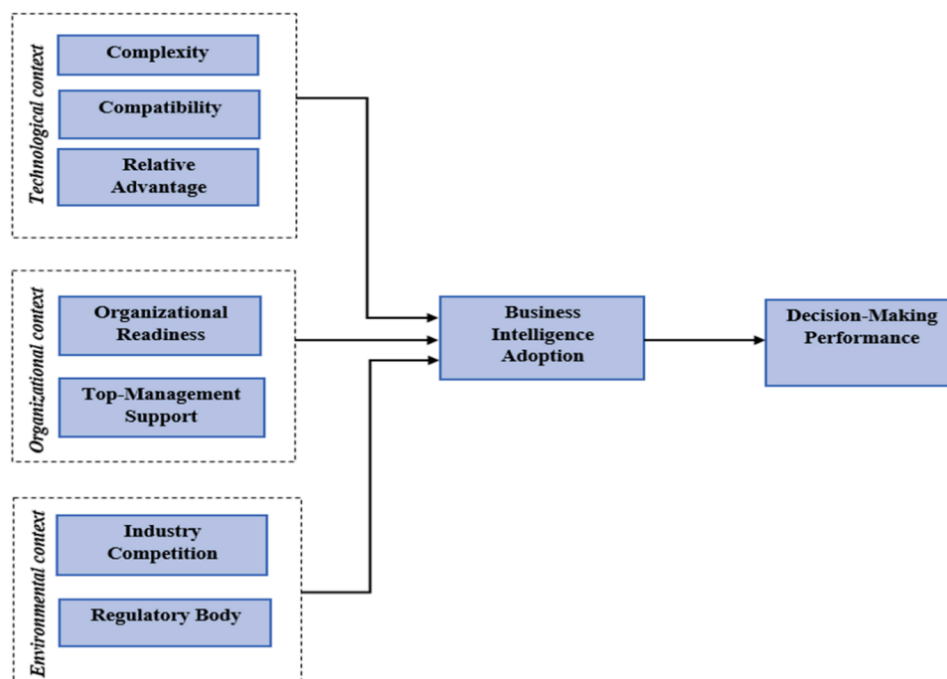 Technological context
Complexity
Compatibility
Relative
Advantage
Organizational context
Organizational
Readiness
Top-Management
Support
Environmental context
Industry
Competition
Regulatory Body
Business
Intelligence
Adoption
Decision-Making
Performance